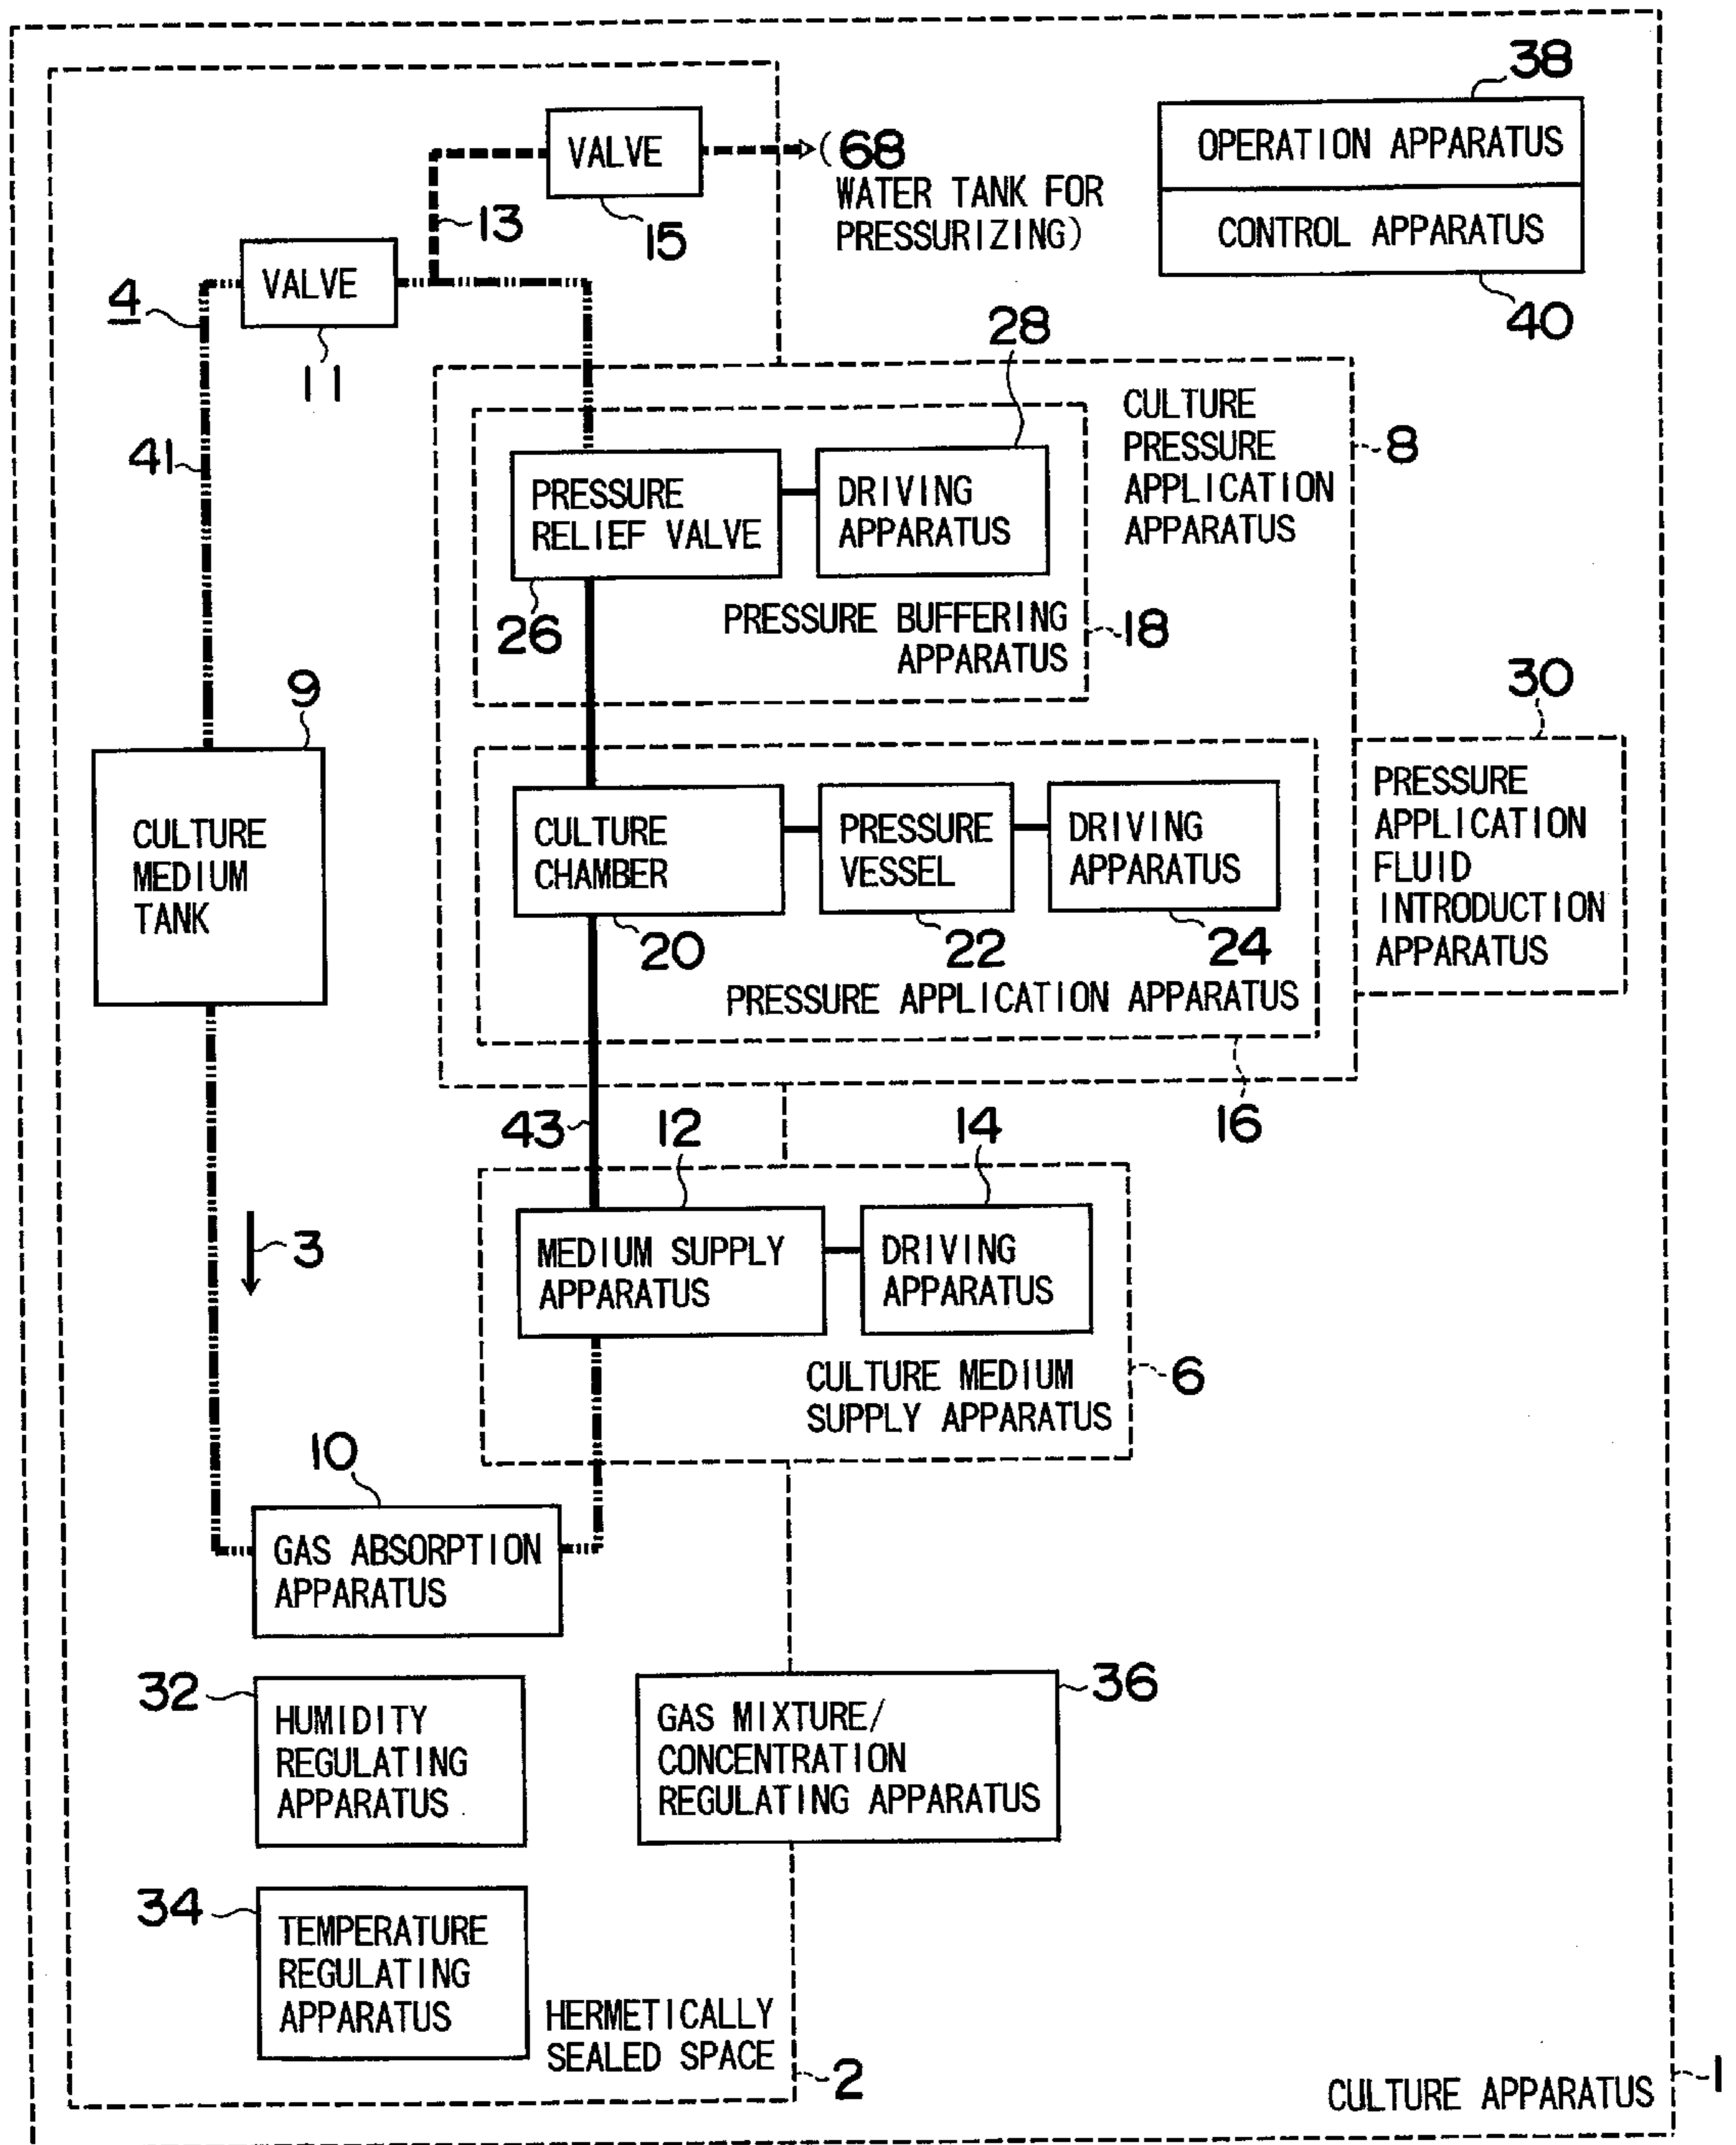 38
OPERATION APPARATUS
CONTROL APPARATUS
40
VALVE
15
(68
WATER TANK FOR
PRESSURIZING)
13
VALVE
11
4
41
28
CULTURE
PRESSURE
APPLICATION
APPARATUS
8
PRESSURE
RELIEF VALVE
26
DRIVING
APPARATUS
PRESSURE BUFFERING
APPARATUS
18
9
CULTURE
MEDIUM
TANK
30
PRESSURE
APPLICATION
FLUID
INTRODUCTION
APPARATUS
CULTURE
CHAMBER
20
PRESSURE
VESSEL
22
DRIVING
APPARATUS
24
PRESSURE APPLICATION APPARATUS
16
43
12
14
3
MEDIUM SUPPLY
APPARATUS
DRIVING
APPARATUS
CULTURE MEDIUM
SUPPLY APPARATUS
6
10
GAS ABSORPTION
APPARATUS
32
HUMIDITY
REGULATING
APPARATUS
36
GAS MIXTURE/
CONCENTRATION
REGULATING APPARATUS
34
TEMPERATURE
REGULATING
APPARATUS
HERMETICALLY
SEALED SPACE
2
CULTURE APPARATUS
1